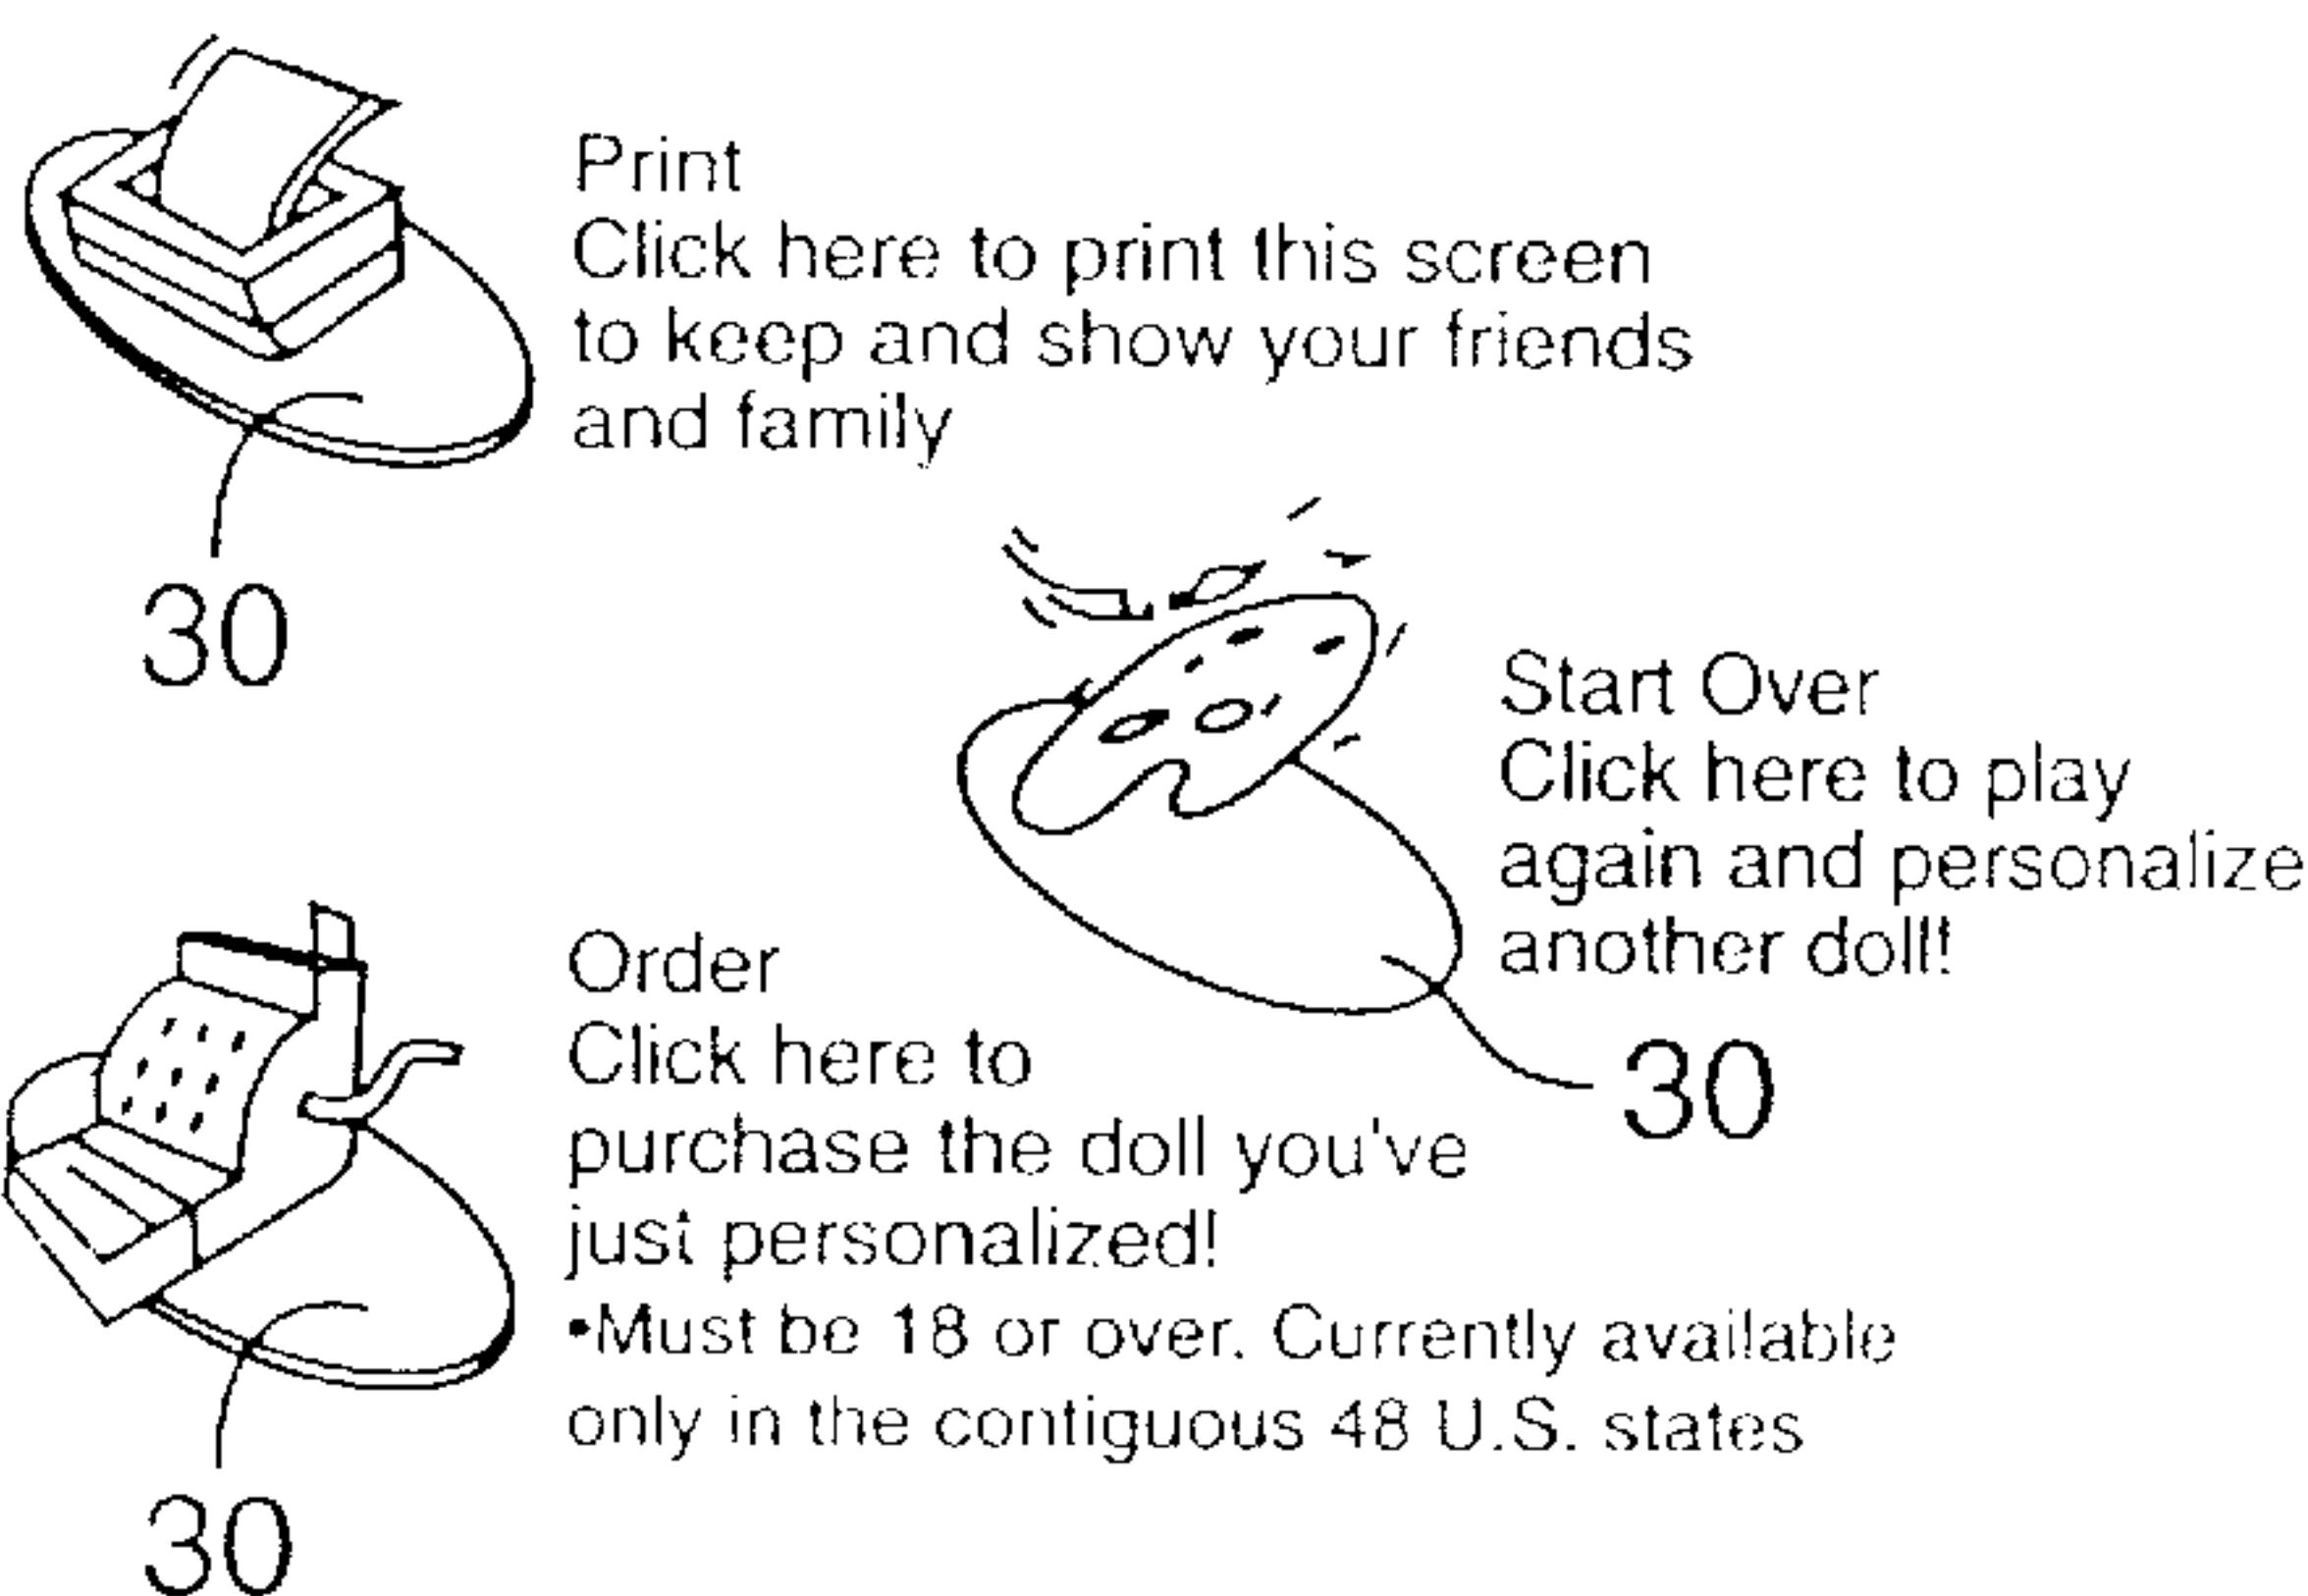 Print
Click here to print this screen
to keep and show your friends
and family
30
Start Over
Click here to play
again and personalize
another doll!
30
Order
Click here to
purchase the doll you've
just personalized!
•Must be 18 or over. Currently available
only in the contiguous 48 U.S. states
30